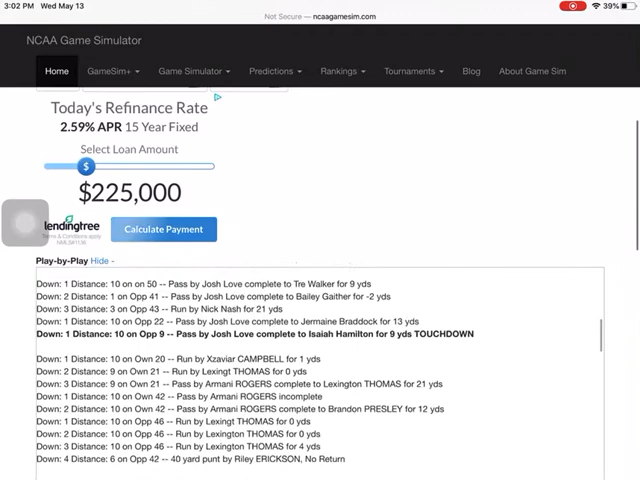 3:02 PM Wed May 13
39%
Not Secure — ncaagamesim.com
NCAA Game Simulator
Home GameSim+ Game Simulator Predictions Rankings Tournaments Blog About Game Sim
Today's Refinance Rate
2.59% APR 15 Year Fixed
Select Loan Amount
$
$225,000
lendingtree
Terms & Conditions apply
Calculate Payment
Play-by-Play Hide -
Down: 1 Distance: 10 on on 50 -- Pass by Josh Love complete to Tre Walker for 9 yds
Down: 2 Distance: 1 on Opp 41 -- Pass by Josh Love complete to Bailey Gaither for -2 yds
Down: 3 Distance: 3 on Opp 43 -- Run by Nick Nash for 21 yds
Down: 1 Distance: 10 on Opp 22 -- Pass by Josh Love complete to Jermaine Braddock for 13 yds
Down: 1 Distance: 10 on Opp 9 -- Pass by Josh Love complete to Isaiah Hamilton for 9 yds TOUCHDOWN
Down: 1 Distance: 10 on Own 20 -- Run by Xzaviar CAMPBELL for 1 yds
Down: 2 Distance: 9 on Own 21 -- Run by Lexingt THOMAS for 0 yds
Down: 3 Distance: 9 on Own 21 -- Pass by Armani ROGERS complete to Lexington THOMAS for 21 yds
Down: 1 Distance: 10 on Own 42 -- Pass by Armani ROGERS incomplete
Down: 2 Distance: 10 on Own 42 -- Pass by Armani ROGERS complete to Brandon PRESLEY for 12 yds
Down: 1 Distance: 10 on Opp 46 -- Run by Lexingt THOMAS for 0 yds
Down: 2 Distance: 10 on Opp 46 -- Run by Lexington THOMAS for 0 yds
Down: 3 Distance: 10 on Opp 46 -- Run by Lexington THOMAS for 4 yds
Down: 4 Distance: 6 on Opp 42 -- 40 yard punt by Riley ERICKSON, No Return